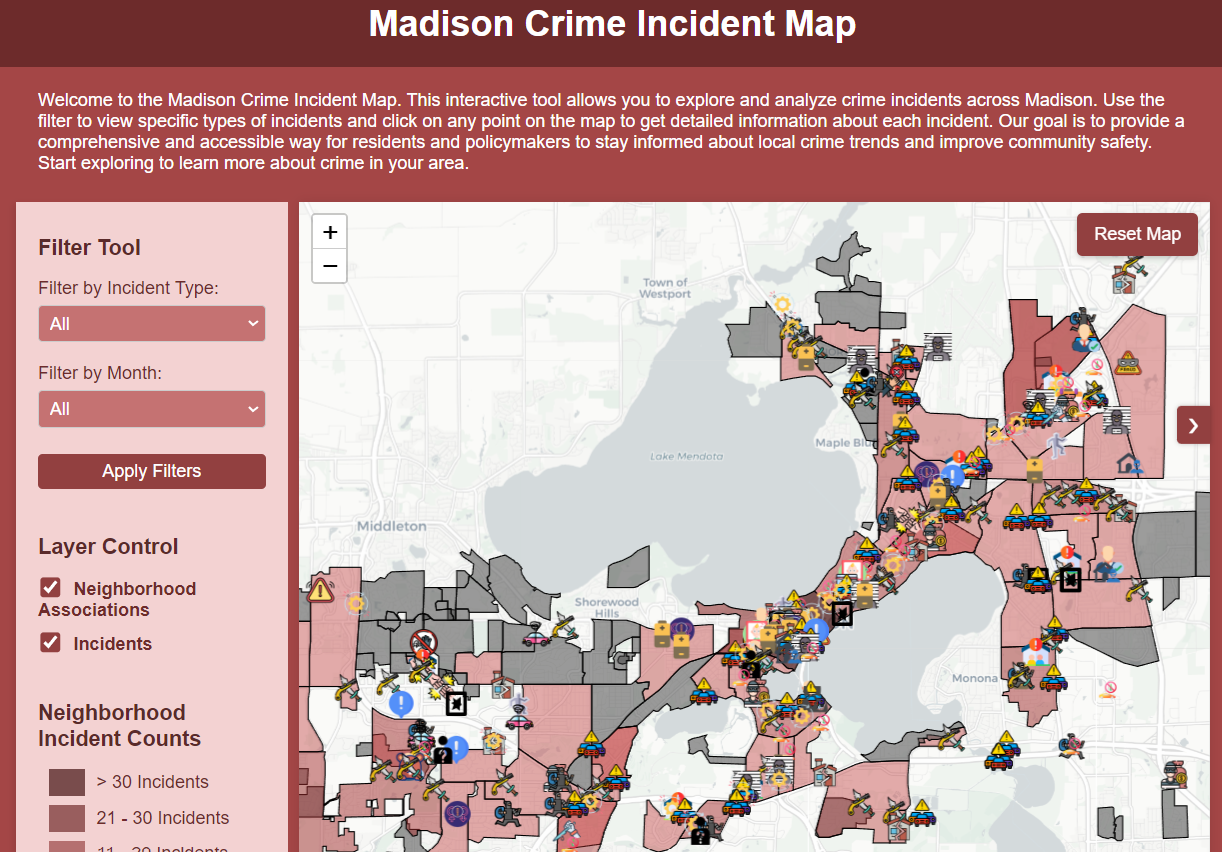 Madison Crime Incident Map
Welcome to the Madison Crime Incident Map. This interactive tool allows you to explore and analyze crime incidents across Madison. Use the
filter to view specific types of incidents and click on any point on the map to get detailed information about each incident. Our goal is to provide a
comprehensive and accessible way for residents and policymakers to stay informed about local crime trends and improve community safety.
Start exploring to learn more about crime in your area.
Filter Tool
Filter by Incident Type:
All
Filter by Month:
All
Apply Filters
Layer Control
Neighborhood
Associations
Incidents
Neighborhood
Incident Counts
> 30 Incidents
21 - 30 Incidents
+
−
Reset Map
Town of
Westport
Maple Blu
Lake Mendota
Middleton
Shorewood
Hills
Monona